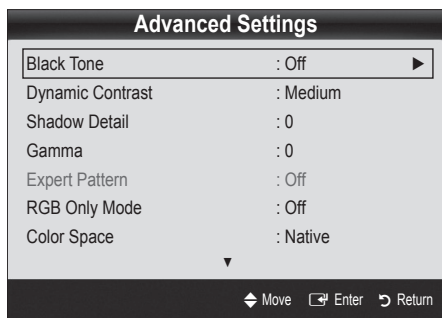 Advanced Settings
Black Tone : Off ►
Dynamic Contrast : Medium
Shadow Detail : 0
Gamma : 0
Expert Pattern : Off
RGB Only Mode : Off
Color Space : Native
▼
Move Enter Return